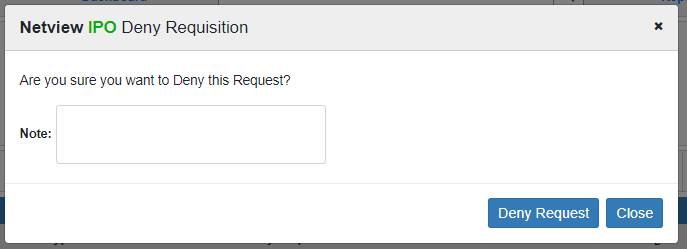 Netview IPO Deny Requisition
×
Are you sure you want to Deny this Request?
Note:
Deny Request Close